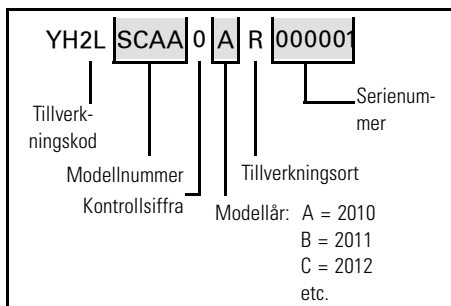 YH2L SCAA 0 A R 000001
Serienum-
mer
Tillverk-
ningskod
Modellnummer
Tillverkningsort
Kontrollsiffra
Modellår: A = 2010
B = 2011
C = 2012
etc.